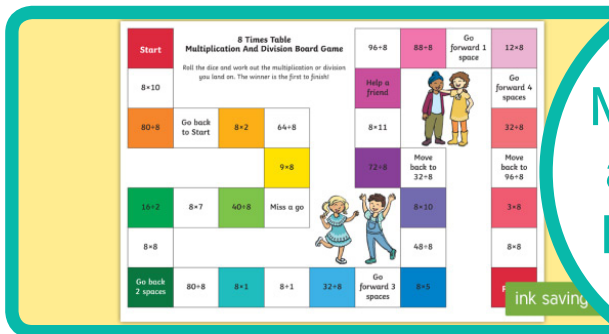 Start
8 Times Table
Multiplication And Division Board Game
Roll the dice and work out the multiplication or division
you land on. The winner is the first to finish!
96÷8
88÷8
Go
forward 1
space
12×8
8×10
Help a
friend
Go
forward 4
spaces
80÷8
Go back
to Start
8×2
64÷8
8×11
32÷8
9×8
72÷8
Move
back to
32÷8
Move
back to
96÷8
16÷2
8×7
40÷8
Miss a go
8×10
3×8
8×8
48÷8
8×8
Go back
2 spaces
80÷8
8×1
8÷1
32÷8
Go
forward 3
spaces
8×5
ink saving